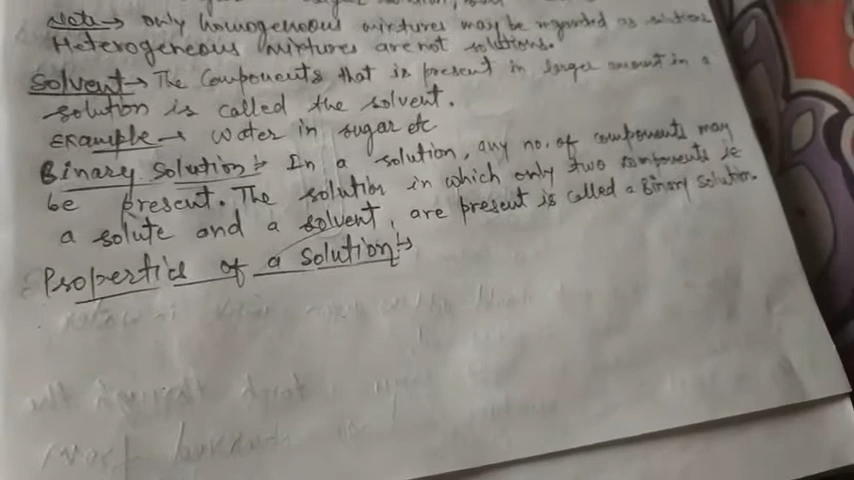 Note → only homogeneous mixtures may be regarded as solutions
Heterogeneous mixtures are not solutions.
Solvent → The Components that is present in larger amount in a
solution is called the solvent.
Example → Water in sugar etc
Binary Solution :- In a solution, any no. of components may
be present. The solution in which only two components ie
a solute and a solvent, are present is called a Binary solution.
Properties of a solution :→